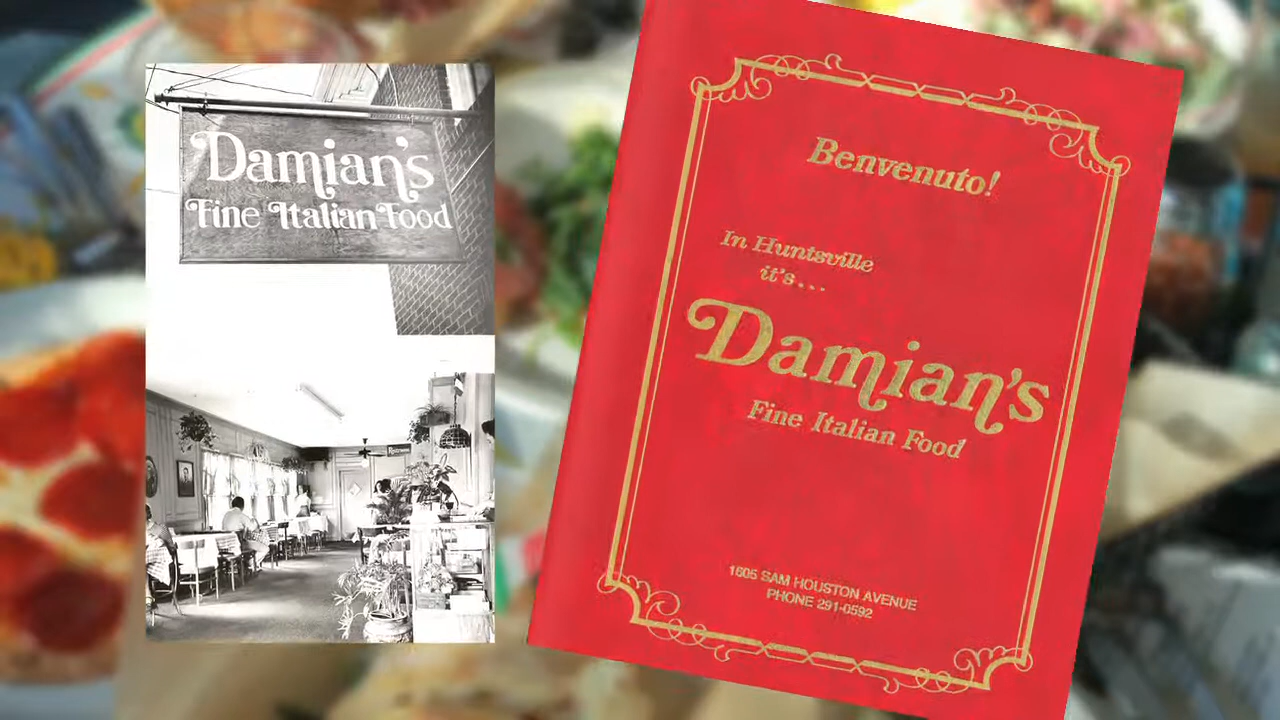 Damian's
Fine Italian Food
Benvenuto!
In Huntsville
it's...
Damian's
Fine Italian Food
1605 SAM HOUSTON AVENUE
PHONE 291-0592